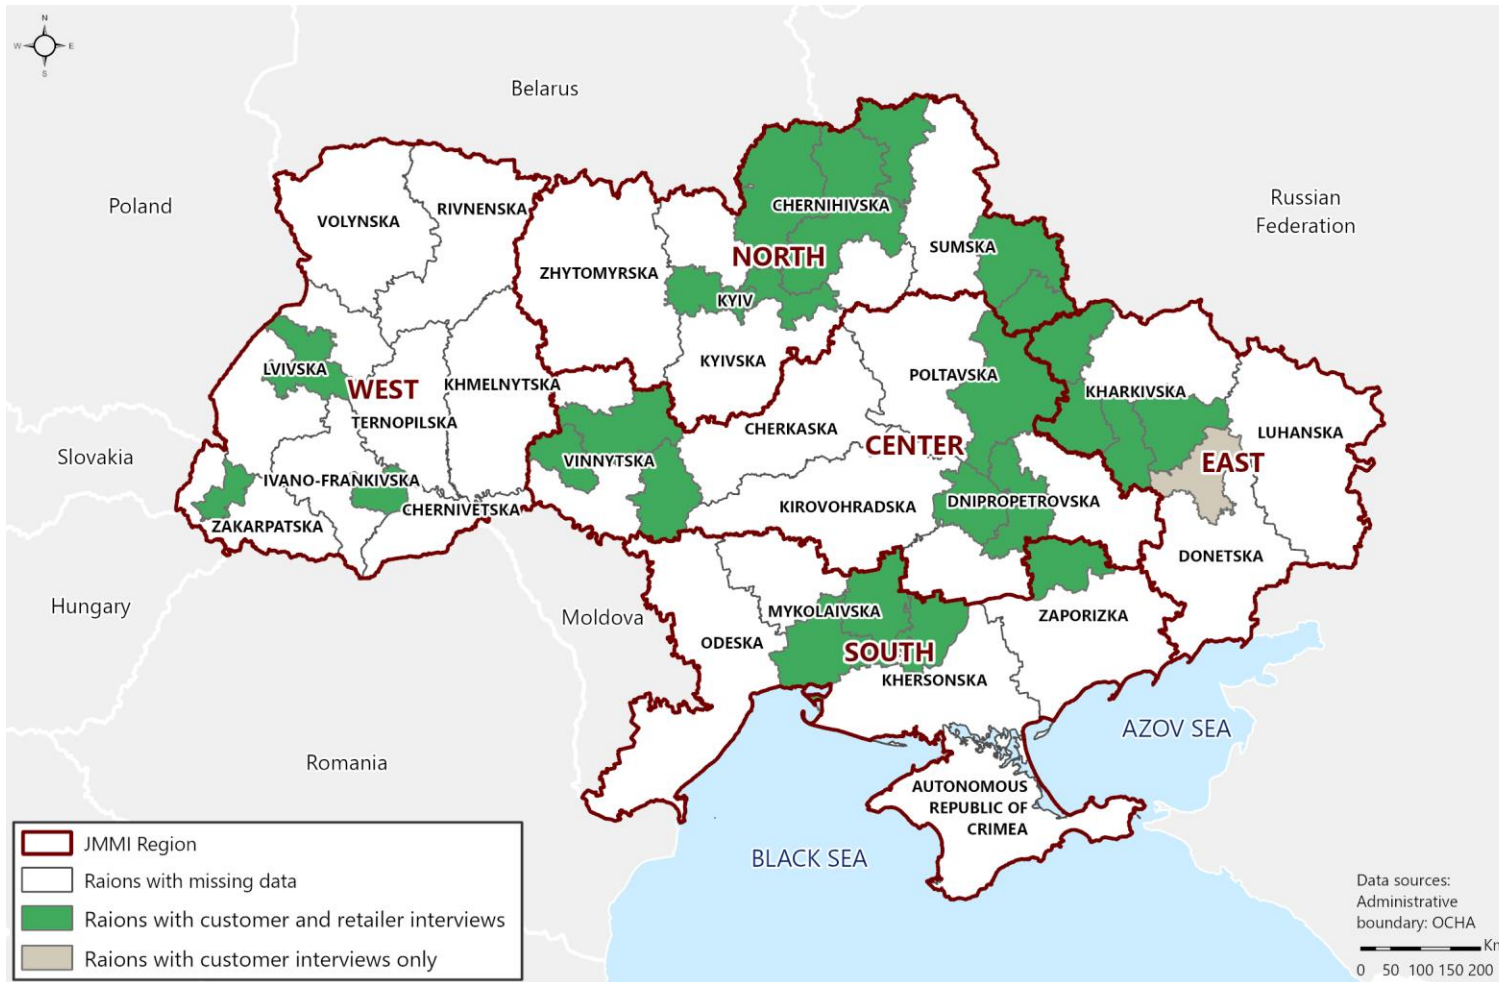 N
W
E
S
Belarus
Poland
Russian
Federation
VOLYNSKA
RIVNENSKA
CHERNIHIVSKA
SUMSKA
ZHYTOMYRSKA
NORTH
KYIV
KYIVSKA
LVIVSKA
WEST
KHMELNYTSKA
TERNOPILSKA
POLTAVSKA
KHARKIVSKA
LUHANSKA
CHERKASKA
CENTER
VINNYTSKA
EAST
Slovakia
IVANO-FRANKIVSKA
CHERNIVETSKA
ZAKARPATSKA
KIROVOHRADSKA
DNIPROPETROVSKA
DONETSKA
Hungary
Moldova
MYKOLAIVSKA
ODESKA
SOUTH
ZAPORIZKA
KHERSONSKA
AZOV SEA
Romania
AUTONOMOUS
REPUBLIC OF
CRIMEA
BLACK SEA
JMMI Region
Raions with missing data
Raions with customer and retailer interviews
Raions with customer interviews only
Data sources:
Administrative
boundary: OCHA
Km
0 50 100 150 200